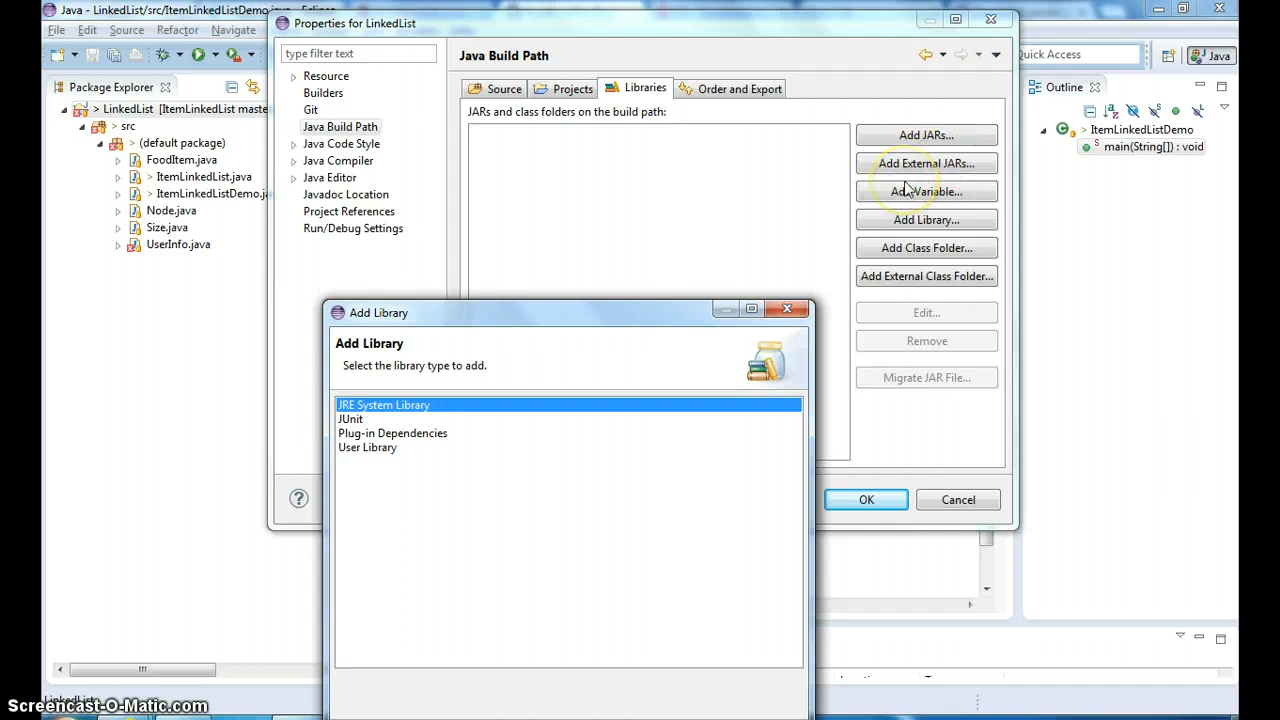 Java - LinkedList/src/ItemLinkedListDemo.java - Eclipse
File Edit Source Refactor Navigate
Properties for LinkedList
type filter text
Java Build Path
Quick Access
Java
Package Explorer
Resource
Builders
Git
Java Build Path
Java Code Style
Java Compiler
Java Editor
Javadoc Location
Project References
Run/Debug Settings
Source
Projects
Libraries
Order and Export
JARs and class folders on the build path:
Add JARs...
Add External JARs...
Add Variable...
Add Library...
Add Class Folder...
Add External Class Folder...
Edit...
Remove
Migrate JAR File...
Outline
ItemLinkedListDemo
main(String[]) : void
> LinkedList [ItemLinkedList maste
> src
> (default package)
FoodItem.java
> ItemLinkedList.java
> ItemLinkedListDemo.j
Node.java
Size.java
UserInfo.java
Add Library
Add Library
Select the library type to add.
JRE System Library
JUnit
Plug-in Dependencies
User Library
OK
Cancel
LinkedList
Screencast-O-Matic.com